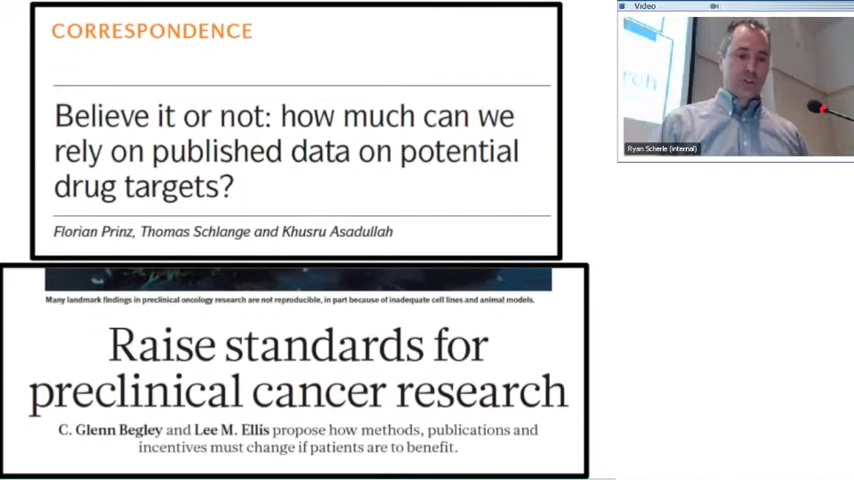 CORRESPONDENCE
Believe it or not: how much can we
rely on published data on potential
drug targets?
Florian Prinz, Thomas Schlange and Khusru Asadullah
Many landmark findings in preclinical oncology research are not reproducible, in part because of inadequate cell lines and animal models.
Raise standards for
preclinical cancer research
C. Glenn Begley and Lee M. Ellis propose how methods, publications and
incentives must change if patients are to benefit.
Video
Ryan Scherle (internal)